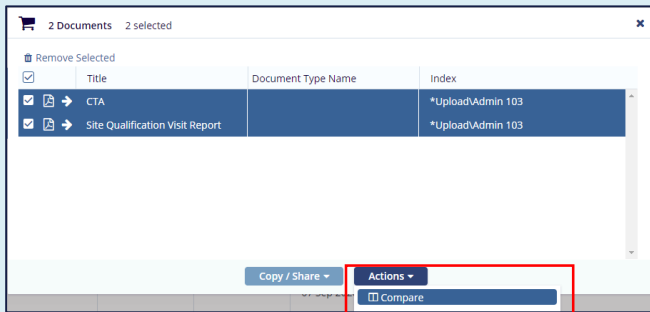 2 Documents 2 selected
Remove Selected
Title Document Type Name Index
CTA *Upload\Admin 103
Site Qualification Visit Report *Upload\Admin 103
Copy / Share Actions
Compare